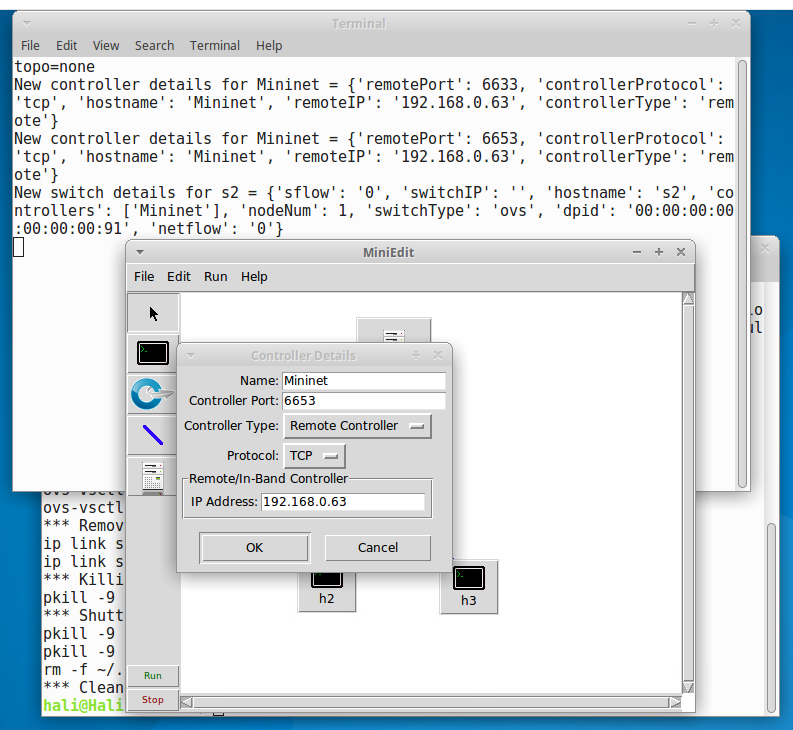 Terminal
File Edit View Search Terminal Help
topo=none
New controller details for Mininet = {'remotePort': 6633, 'controllerProtocol':
'tcp', 'hostname': 'Mininet', 'remoteIP': '192.168.0.63', 'controllerType': 'rem
ote'}
New controller details for Mininet = {'remotePort': 6653, 'controllerProtocol':
'tcp', 'hostname': 'Mininet', 'remoteIP': '192.168.0.63', 'controllerType': 'rem
ote'}
New switch details for s2 = {'sflow': '0', 'switchIP': '', 'hostname': 's2', 'co
ntrollers': ['Mininet'], 'nodeNum': 1, 'switchType': 'ovs', 'dpid': '00:00:00:00
:00:00:00:91', 'netflow': '0'}
MiniEdit
File Edit Run Help
Controller Details
Name: Mininet
Controller Port: 6653
Controller Type: Remote Controller
Protocol: TCP
Remote/In-Band Controller
IP Address: 192.168.0.63
OK Cancel
h2 h3
Run
Stop
ovs-vsctl
ovs-vsctl
*** Remov
ip link s
ip link s
*** Killi
pkill -9
*** Shutt
pkill -9
pkill -9
rm -f ~/.
*** Clean
hali@Hali